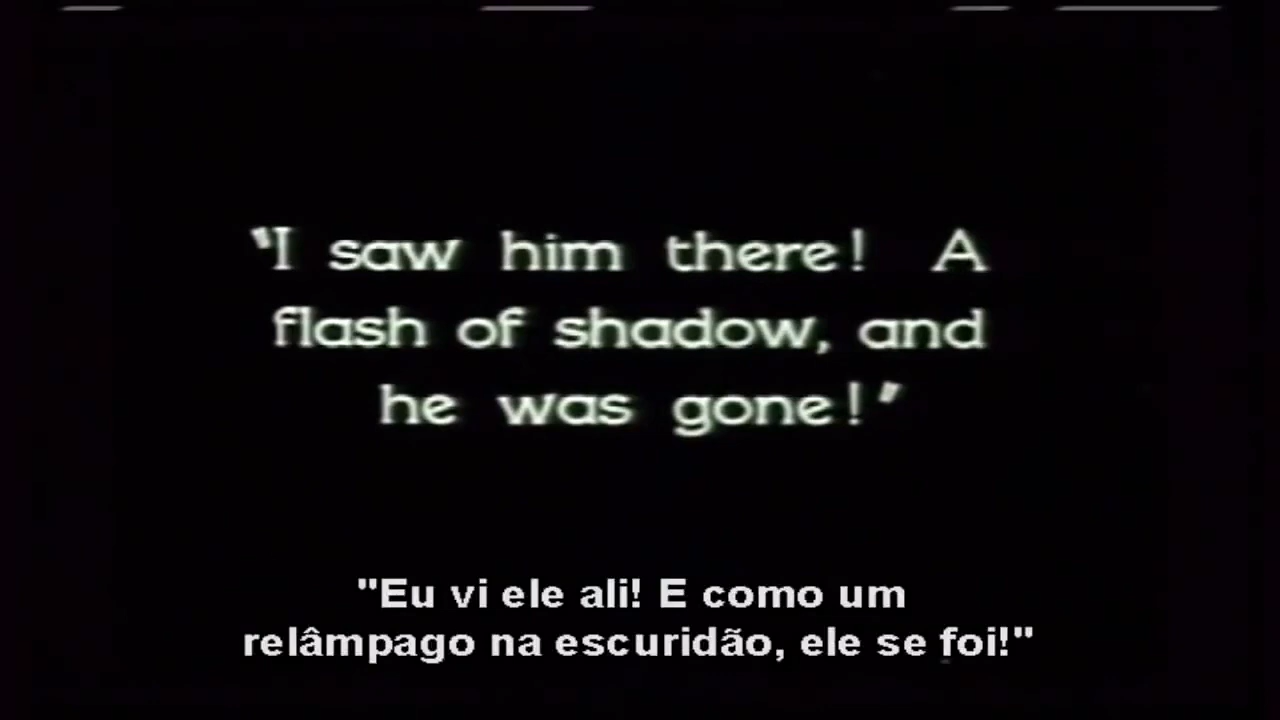 "I saw him there! A
flash of shadow, and
he was gone!"
"Eu vi ele ali! E como um
relâmpago na escuridão, ele se foi!"